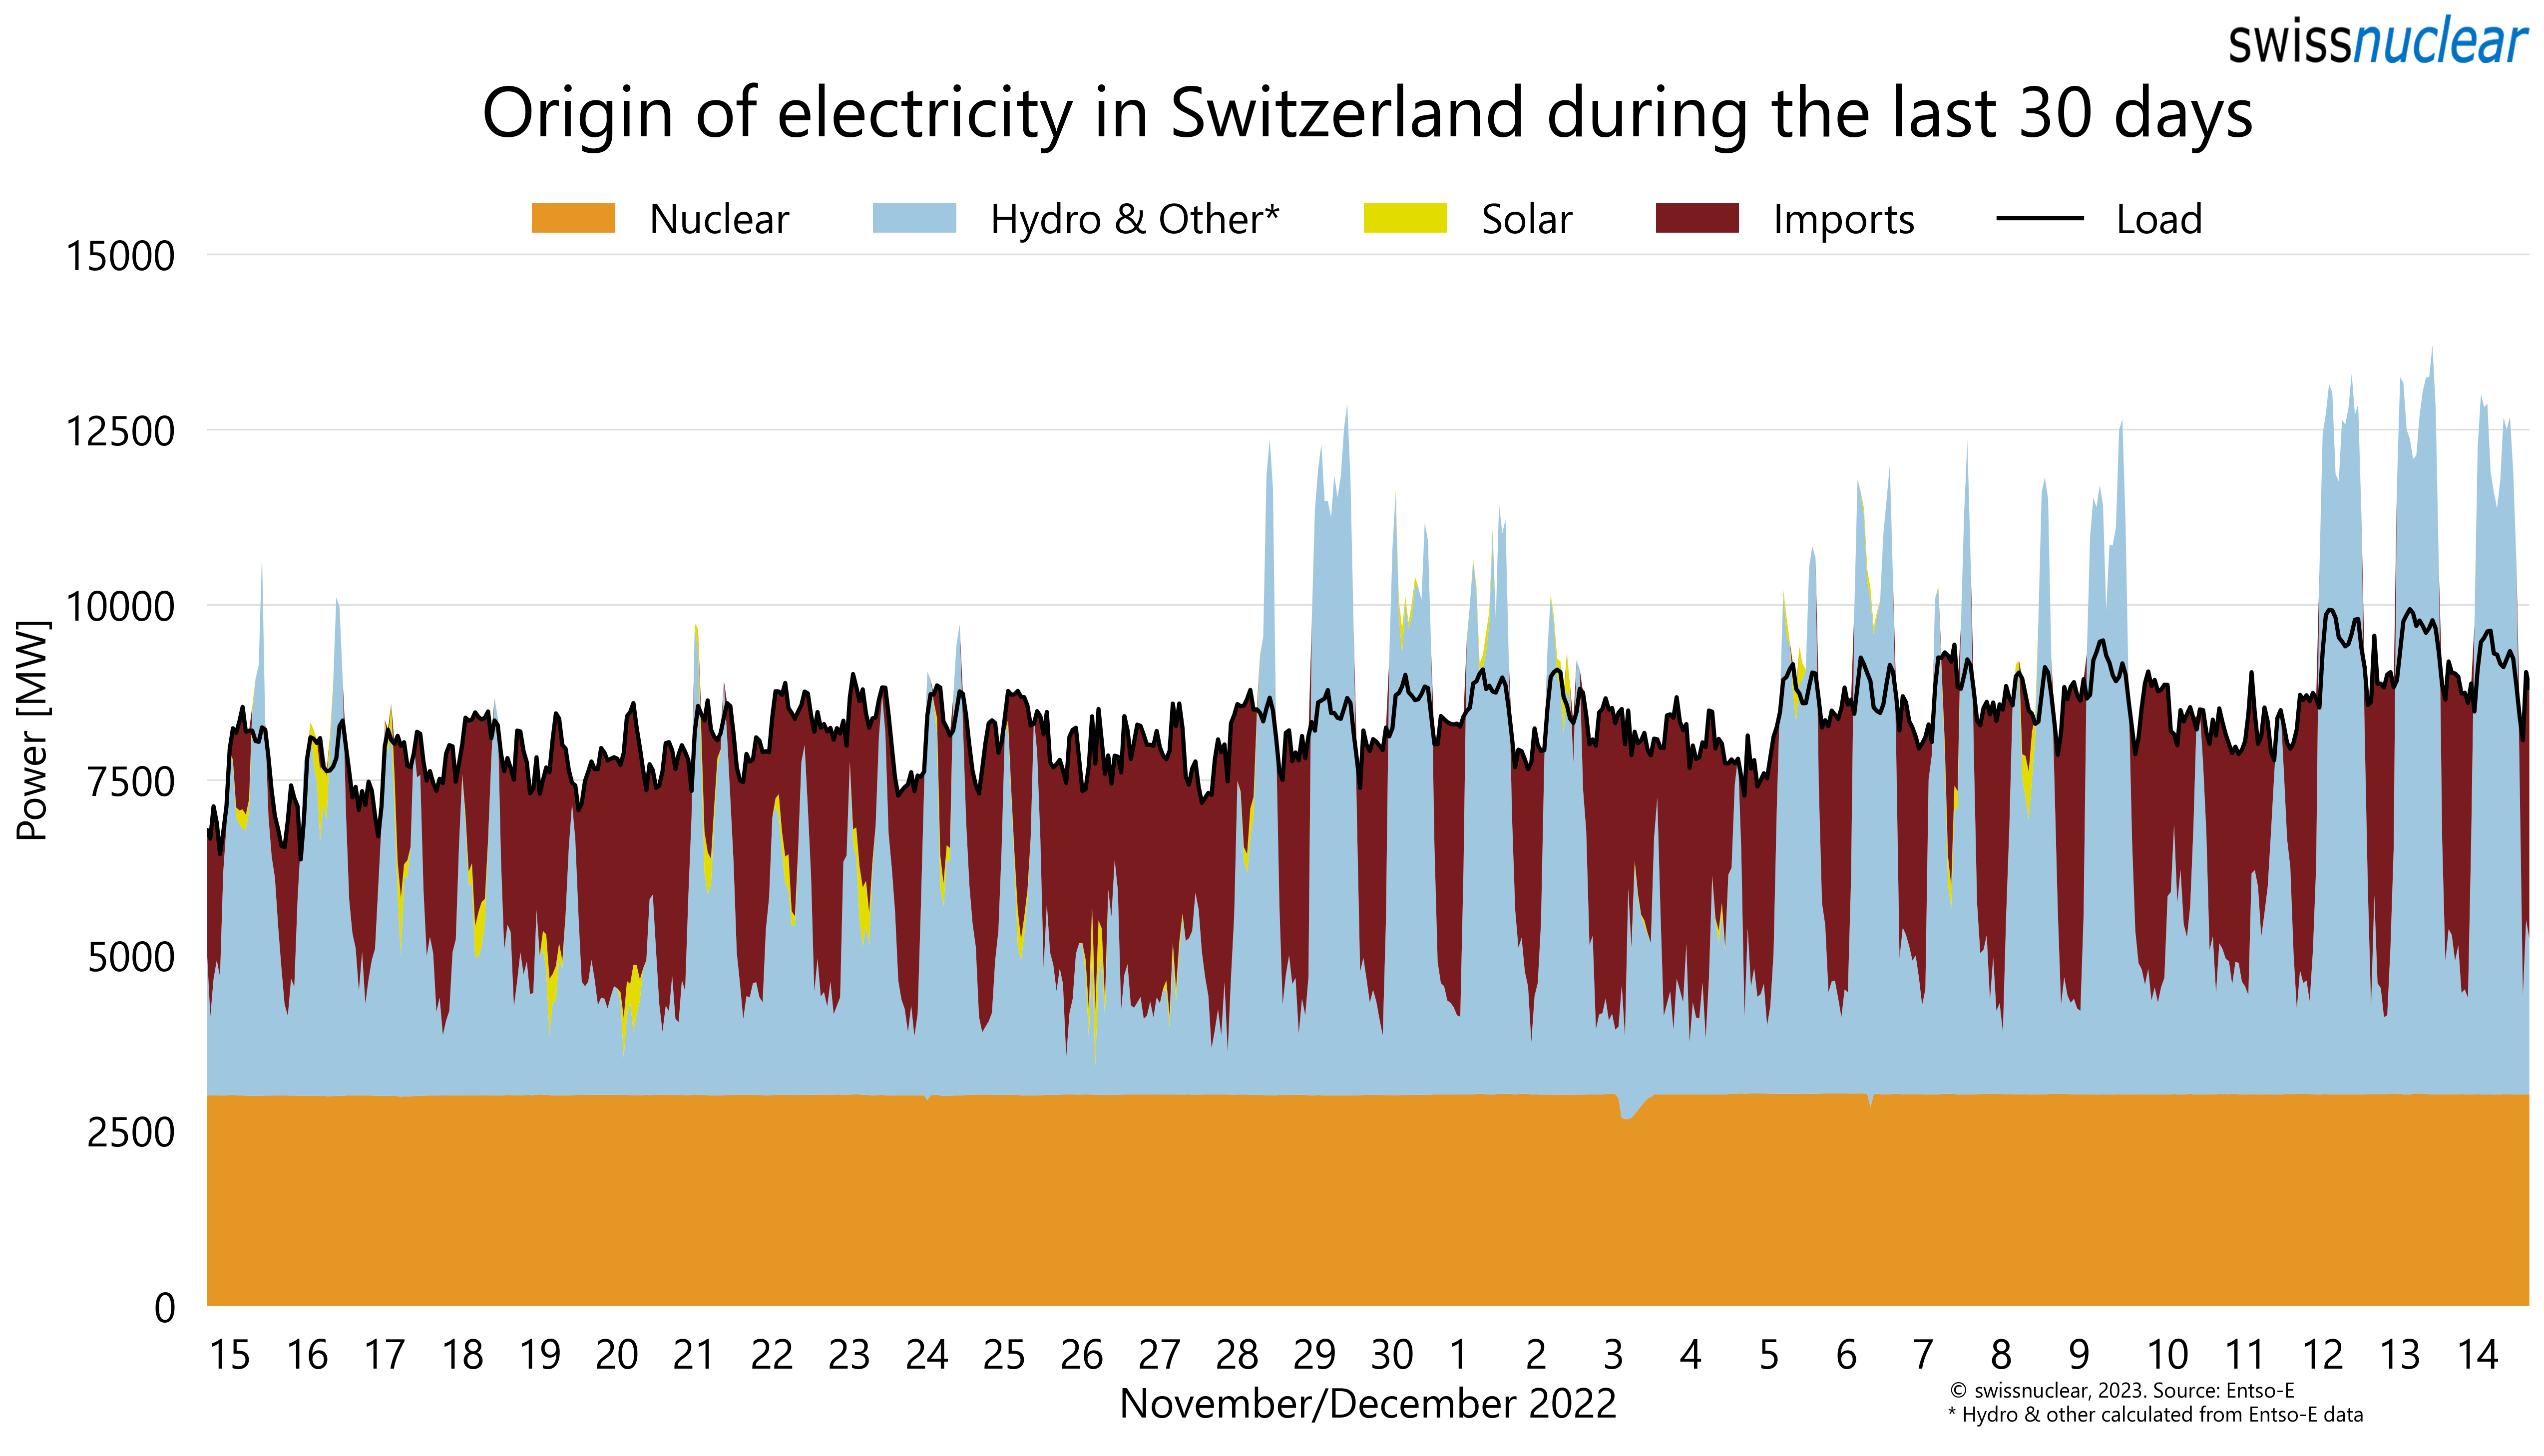 swissnuclear
Origin of electricity in Switzerland during the last 30 days
Nuclear Hydro & Other* Solar Imports Load
15000
12500
10000
7500
5000
2500
0
Power [MW]
15 16 17 18 19 20 21 22 23 24 25 26 27 28 29 30 1 2 3 4 5 6 7 8 9 10 11 12 13 14
November/December 2022
© swissnuclear, 2023. Source: Entso-E
* Hydro & other calculated from Entso-E data